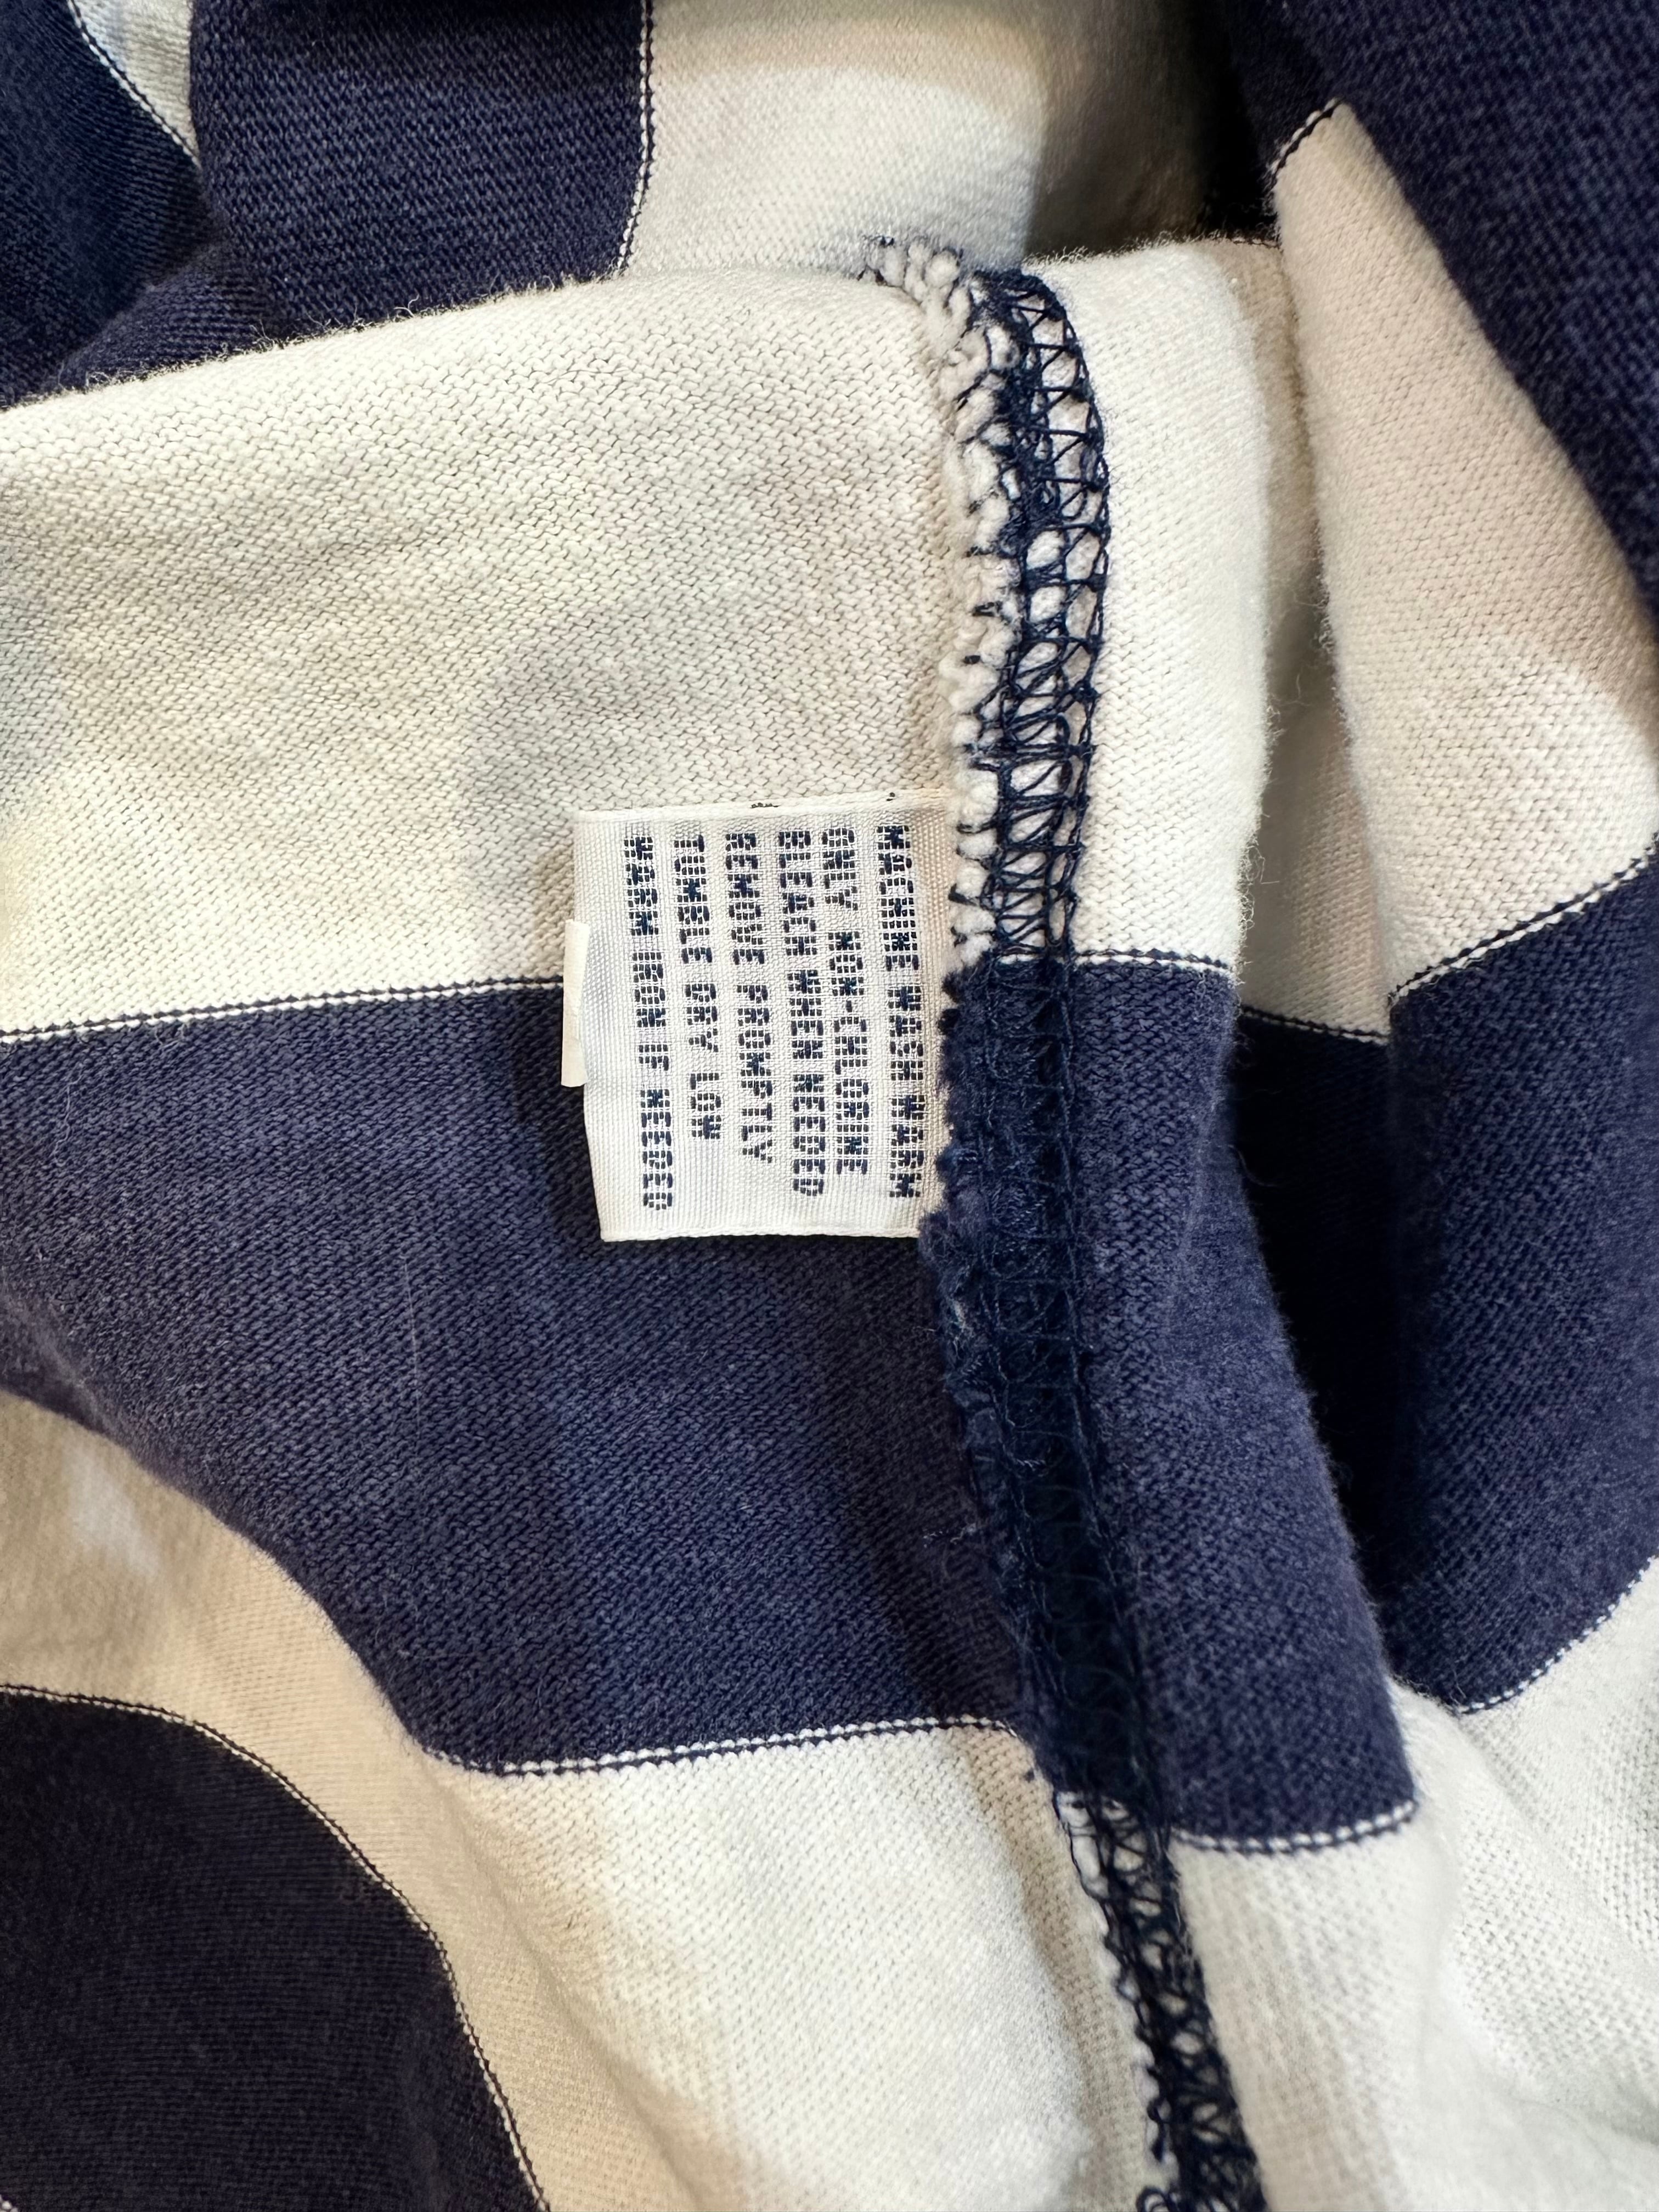 MACHINE WASH WARM
ONLY NON-CHLORINE
BLEACH WHEN NEEDED
REMOVE PROMPTLY
TUMBLE DRY LOW
WARM IRON IF NEEDED